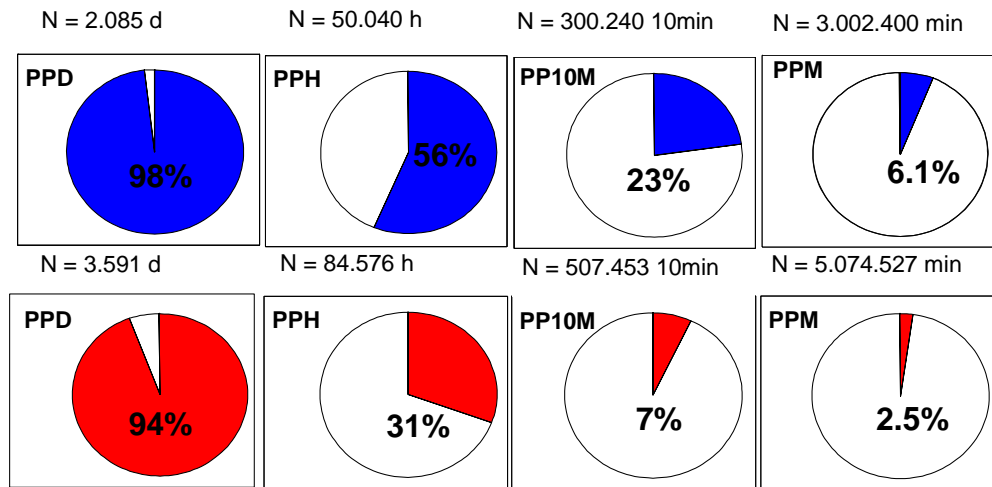 N = 2.085 d
N = 50.040 h
N = 300.240 10min
N = 3.002.400 min
PPD
98%
PPH
56%
PP10M
23%
PPM
6.1%
N = 3.591 d
N = 84.576 h
N = 507.453 10min
N = 5.074.527 min
PPD
94%
PPH
31%
PP10M
7%
PPM
2.5%